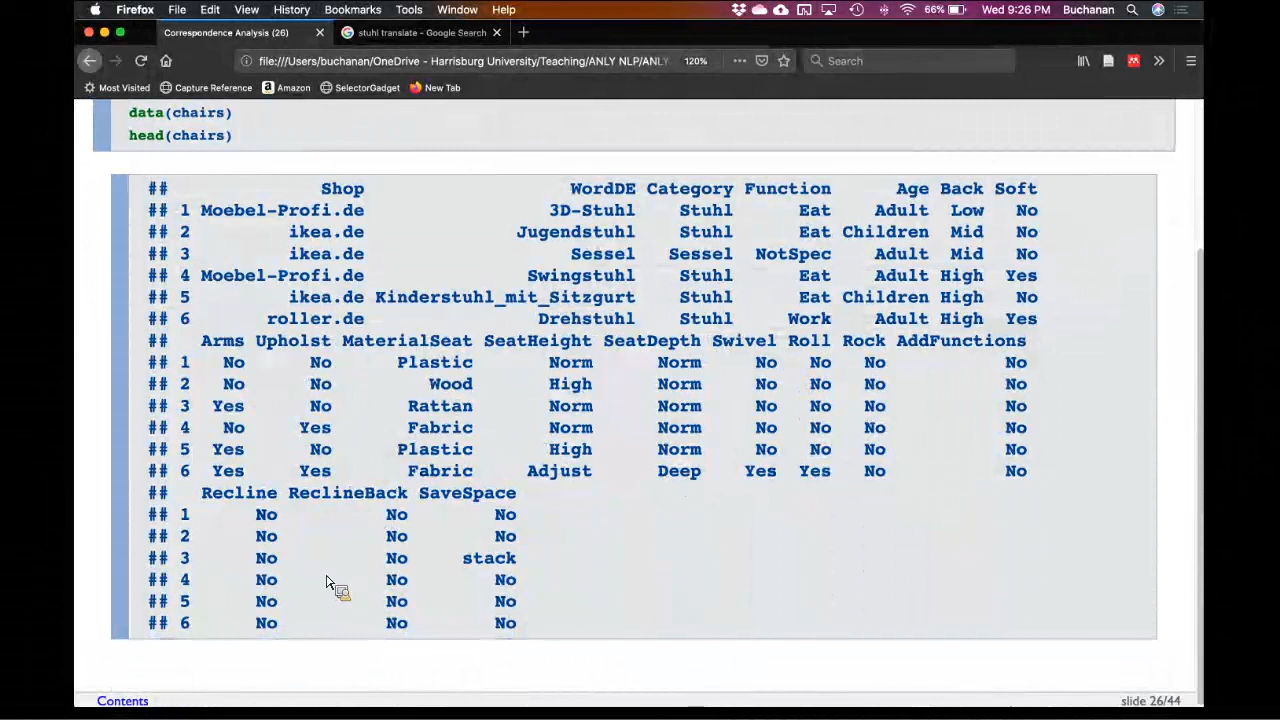 Firefox File Edit View History Bookmarks Tools Window Help 66% Wed 9:26 PM Buchanan
Correspondence Analysis (26) stuhl translate - Google Search
file:///Users/buchanan/OneDrive - Harrisburg University/Teaching/ANLY NLP/ANLY 120% Search
Most Visited Capture Reference Amazon SelectorGadget New Tab
data(chairs)
head(chairs)
## Shop WordDE Category Function Age Back Soft
## 1 Moebel-Profi.de 3D-Stuhl Stuhl Eat Adult Low No
## 2 ikea.de Jugendstuhl Stuhl Eat Children Mid No
## 3 ikea.de Sessel Sessel NotSpec Adult Mid No
## 4 Moebel-Profi.de Swingstuhl Stuhl Eat Adult High Yes
## 5 ikea.de Kinderstuhl_mit_Sitzgurt Stuhl Eat Children High No
## 6 roller.de Drehstuhl Stuhl Work Adult High Yes
## Arms Upholst MaterialSeat SeatHeight SeatDepth Swivel Roll Rock AddFunctions
## 1 No No Plastic Norm Norm No No No No
## 2 No No Wood High Norm No No No No
## 3 Yes No Rattan Norm Norm No No No No
## 4 No Yes Fabric Norm Norm No No No No
## 5 Yes No Plastic High Norm No No No No
## 6 Yes Yes Fabric Adjust Deep Yes Yes No No
## Recline ReclineBack SaveSpace
## 1 No No No
## 2 No No No
## 3 No No stack
## 4 No No No
## 5 No No No
## 6 No No No
Contents slide 26/44